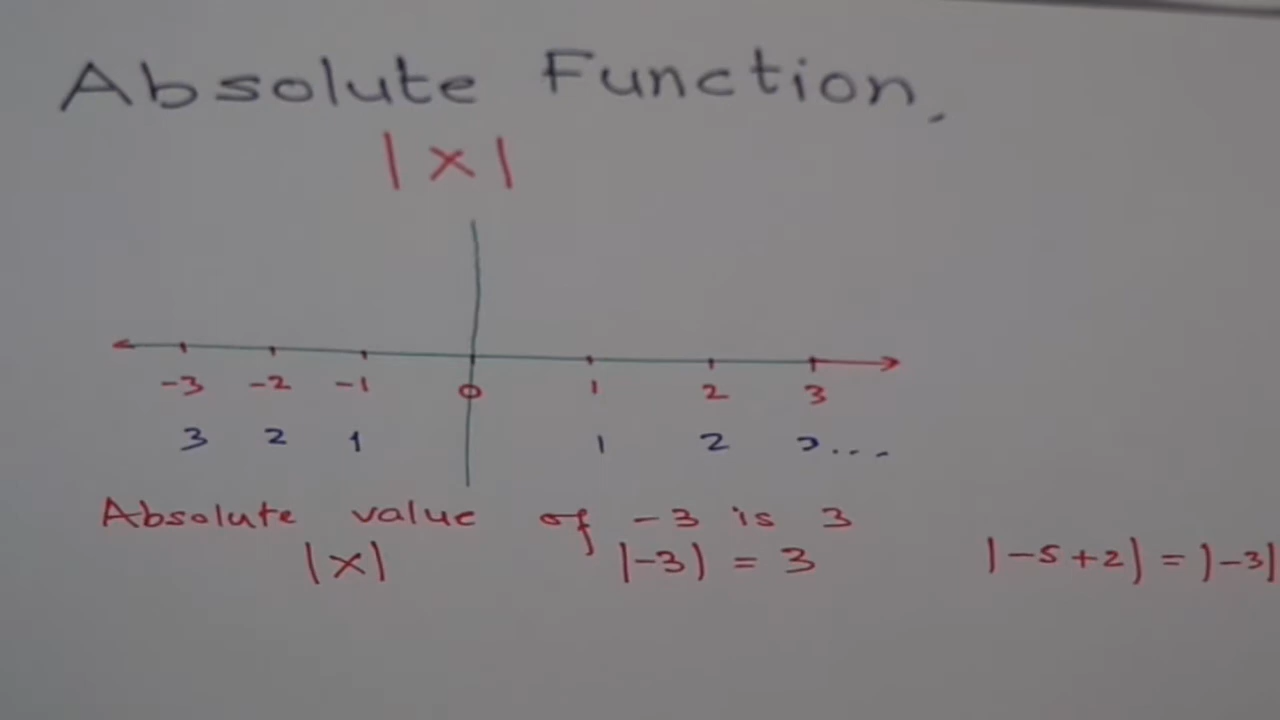 Absolute Function.
|x|
-3 -2 -1 0 1 2 3
3 2 1 1 2 3...
Absolute value of -3 is 3
|x| |-3| = 3 |-5+2| = |-3|